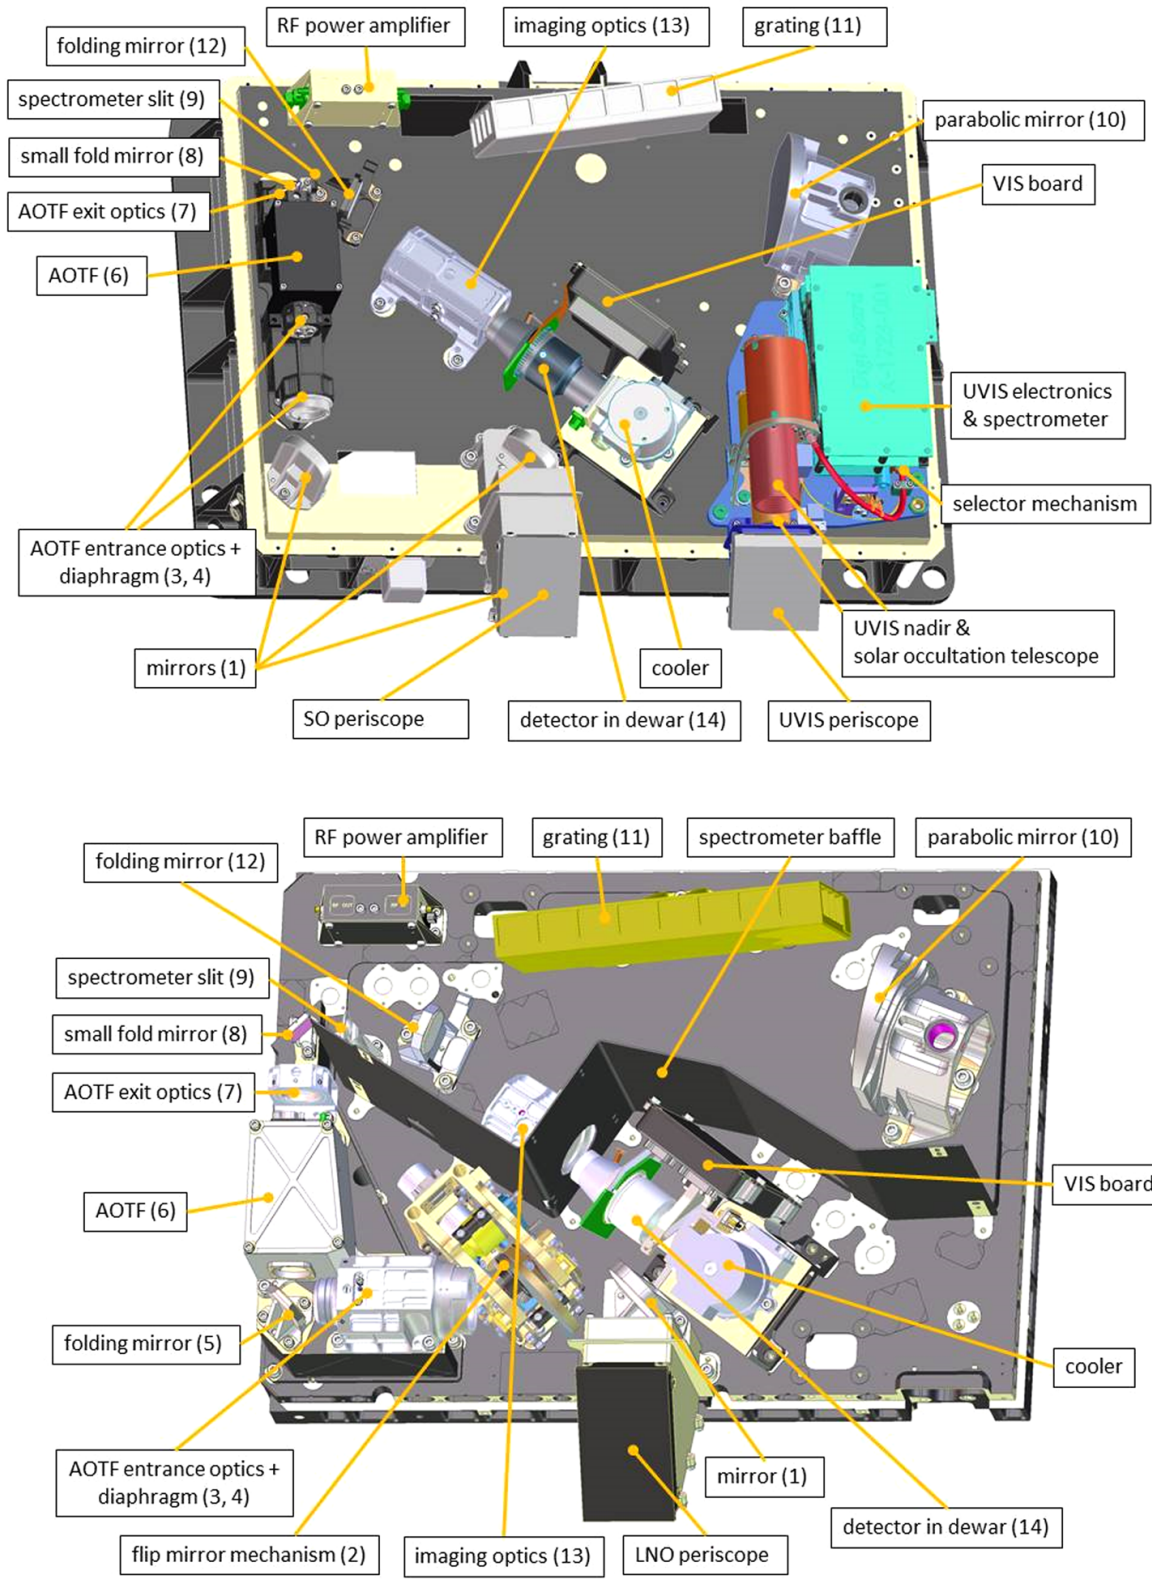 RF power amplifier
imaging optics (13)
grating (11)
folding mirror (12)
spectrometer slit (9)
parabolic mirror (10)
small fold mirror (8)
VIS board
AOTF exit optics (7)
AOTF (6)
UVIS electronics
& spectrometer
selector mechanism
AOTF entrance optics +
diaphragm (3, 4)
UVIS nadir &
solar occultation telescope
mirrors (1)
cooler
SO periscope
detector in dewar (14)
UVIS periscope
RF power amplifier
grating (11)
spectrometer baffle
parabolic mirror (10)
folding mirror (12)
RF OUT
spectrometer slit (9)
small fold mirror (8)
AOTF exit optics (7)
VIS board
AOTF (6)
folding mirror (5)
cooler
AOTF entrance optics +
diaphragm (3, 4)
mirror (1)
detector in dewar (14)
flip mirror mechanism (2)
imaging optics (13)
LNO periscope